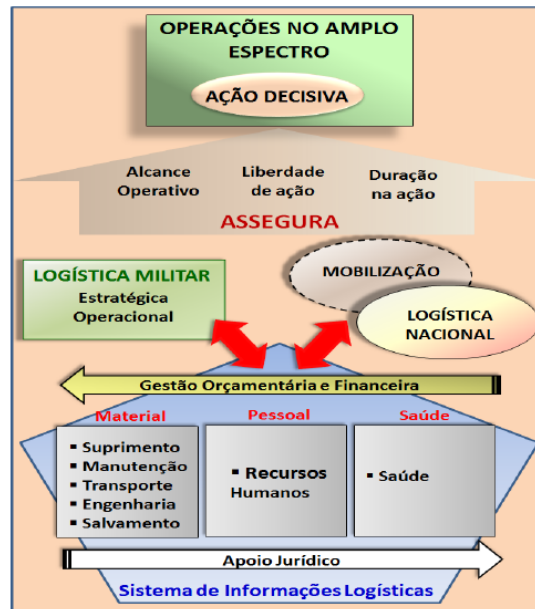 OPERAÇÕES NO AMPLO
ESPECTRO
AÇÃO DECISIVA
Alcance
Operativo
Liberdade
de ação
Duração
na ação
ASSEGURA
LOGÍSTICA MILITAR
Estratégica
Operacional
MOBILIZAÇÃO
LOGÍSTICA
NACIONAL
Gestão Orçamentária e Financeira
Material
▪ Suprimento
▪ Manutenção
▪ Transporte
▪ Engenharia
▪ Salvamento
Pessoal
▪ Recursos
Humanos
Saúde
▪ Saúde
Apoio Jurídico
Sistema de Informações Logísticas